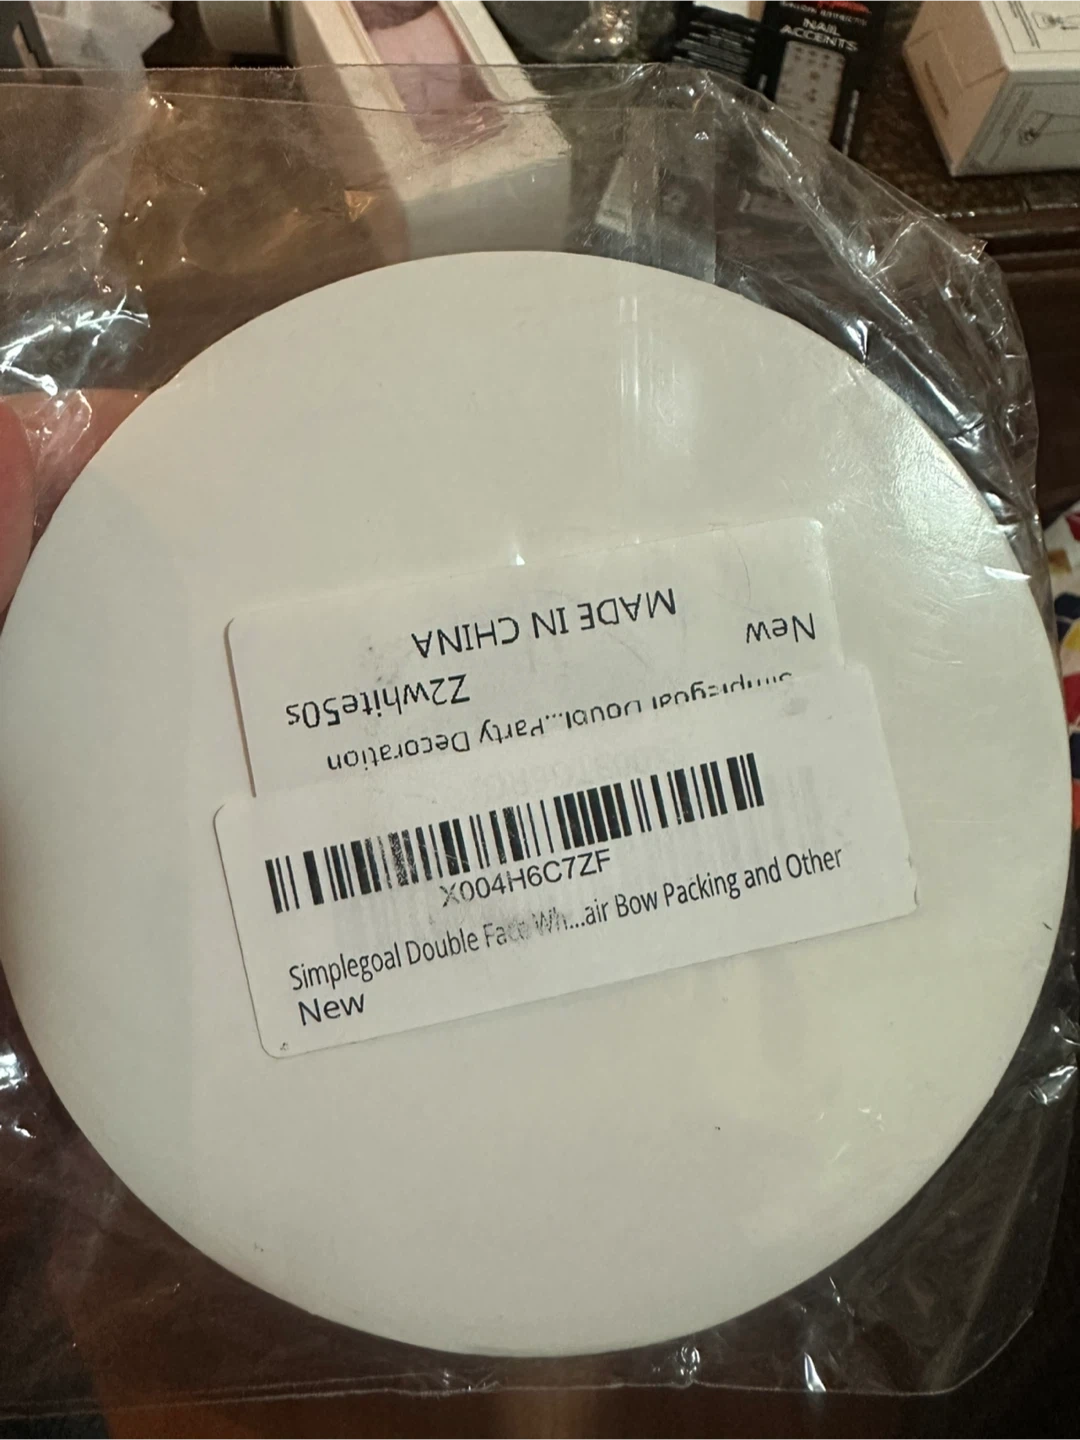 NAIL
ACCENTS
MADE IN CHINA
New
Z2white50s
Doubl...Party Decoration
X004H6C7ZF
Simplegoal Double Face Wh...air Bow Packing and Other
New